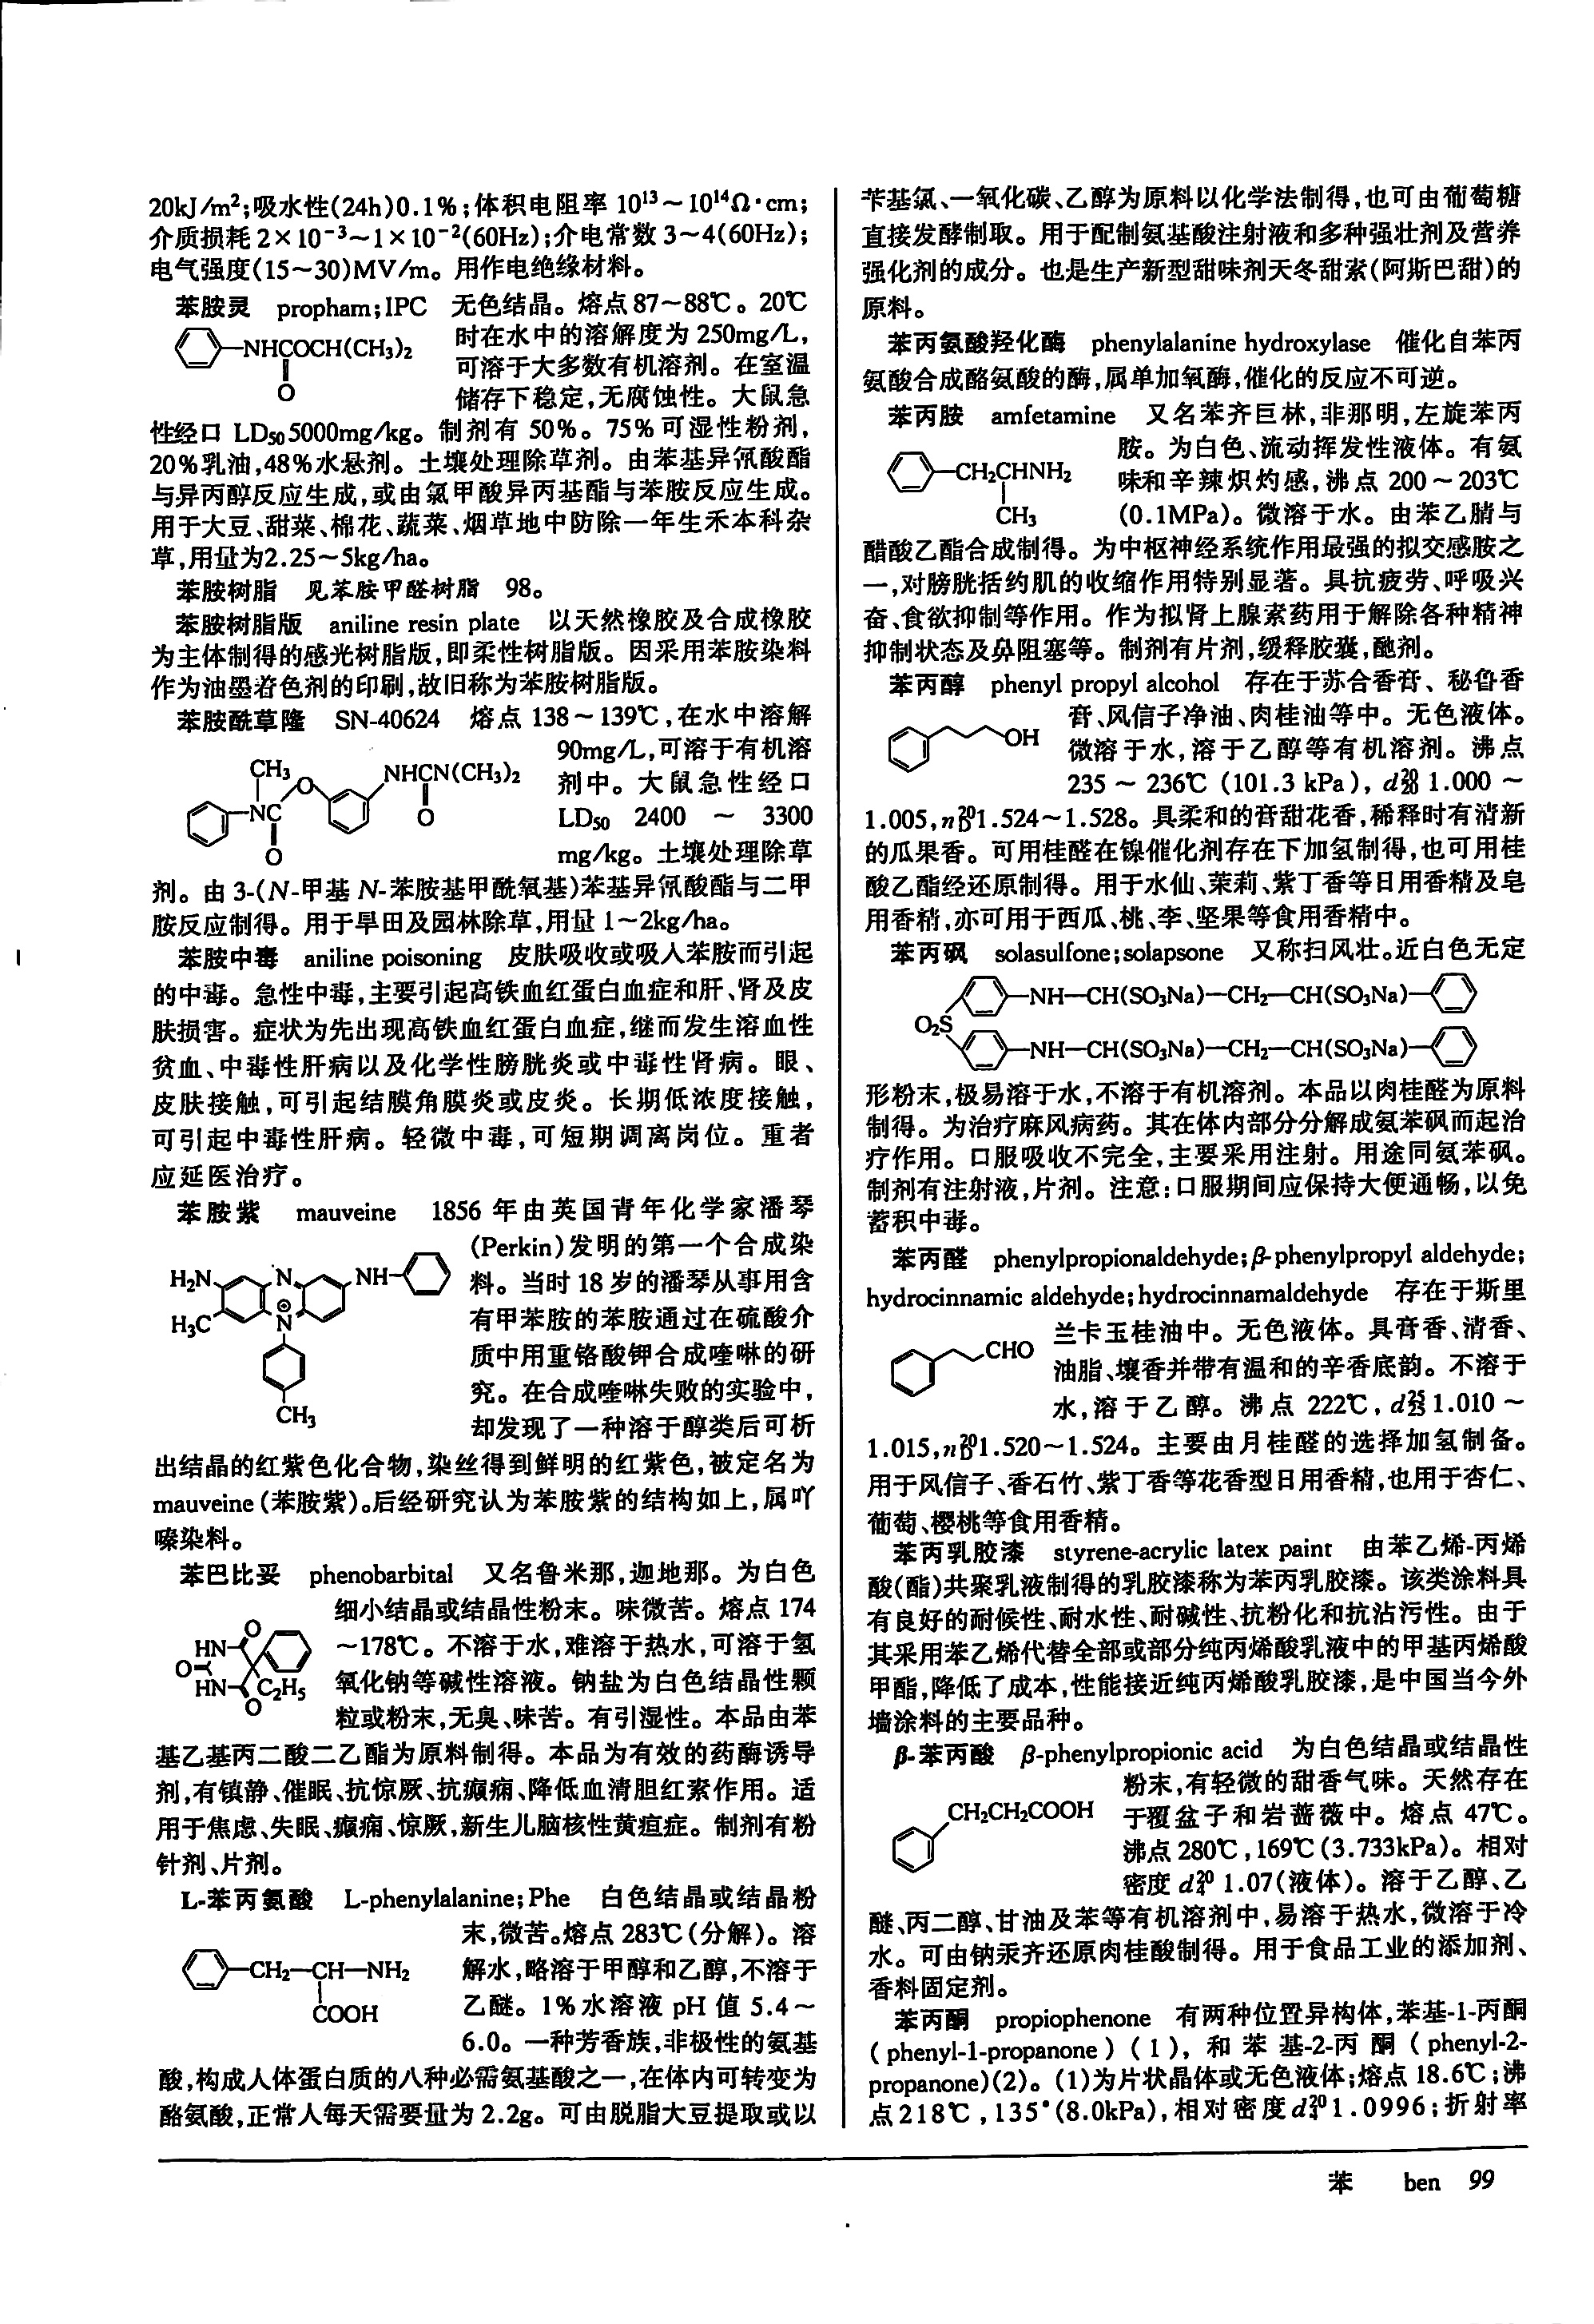 20kJ/m²;吸水性(24h)0.1%;体积电阻率 10¹³～10¹⁴Ω·cm;
介质损耗 2×10⁻³～1×10⁻²(60Hz);介电常数 3～4(60Hz);
电气强度(15～30)MV/m。用作电绝缘材料。
苯胺灵 propham;IPC 无色结晶。熔点87～88℃。20℃
时在水中的溶解度为 250mg/L,
可溶于大多数有机溶剂。在室温
储存下稳定,无腐蚀性。大鼠急
NHCOCH(CH₃)₂
O
性经口 LD₅₀5000mg/kg。制剂有 50%。75%可湿性粉剂,
20%乳油,48%水悬剂。土壤处理除草剂。由苯基异氰酸酯
与异丙醇反应生成,或由氯甲酸异丙基酯与苯胺反应生成。
用于大豆、甜菜、棉花、蔬菜、烟草地中防除一年生禾本科杂
草,用量为2.25～5kg/ha。
苯胺树脂 见苯胺甲醛树脂 98。
苯胺树脂版 aniline resin plate 以天然橡胶及合成橡胶
为主体制得的感光树脂版,即柔性树脂版。因采用苯胺染料
作为油墨着色剂的印刷,故旧称为苯胺树脂版。
苯胺酰草隆 SN-40624 熔点 138～139℃,在水中溶解
90mg/L,可溶于有机溶
剂中。大鼠急性经口
LD₅₀ 2400 ～ 3300
mg/kg。土壤处理除草
CH₃ O NHCN(CH₃)₂
NC O
O
剂。由 3-(N-甲基 N-苯胺基甲酰氧基)苯基异氰酸酯与二甲
胺反应制得。用于旱田及园林除草,用量 1～2kg/ha。
苯胺中毒 aniline poisoning 皮肤吸收或吸入苯胺而引起
的中毒。急性中毒,主要引起高铁血红蛋白血症和肝、肾及皮
肤损害。症状为先出现高铁血红蛋白血症,继而发生溶血性
贫血、中毒性肝病以及化学性膀胱炎或中毒性肾病。眼、
皮肤接触,可引起结膜角膜炎或皮炎。长期低浓度接触,
可引起中毒性肝病。轻微中毒,可短期调离岗位。重者
应延医治疗。
苯胺紫 mauveine 1856 年由英国青年化学家潘琴
(Perkin)发明的第一个合成染
料。当时 18 岁的潘琴从事用含
有甲苯胺的苯胺通过在硫酸介
质中用重铬酸钾合成喹啉的研
究。在合成喹啉失败的实验中,
却发现了一种溶于醇类后可析
H₂N N NH
H₃C N⊕
CH₃
出结晶的红紫色化合物,染丝得到鲜明的红紫色,被定名为
mauveine(苯胺紫)。后经研究认为苯胺紫的结构如上,属吖
嗪染料。
苯巴比妥 phenobarbital 又名鲁米那,迦地那。为白色
细小结晶或结晶性粉末。味微苦。熔点 174
～178℃。不溶于水,难溶于热水,可溶于氢
氧化钠等碱性溶液。钠盐为白色结晶性颗
粒或粉末,无臭、味苦。有引湿性。本品由苯
O
HN
O
HN C₂H₅
O
基乙基丙二酸二乙酯为原料制得。本品为有效的药酶诱导
剂,有镇静、催眠、抗惊厥、抗癫痫、降低血清胆红素作用。适
用于焦虑、失眠、癫痫、惊厥,新生儿脑核性黄疸症。制剂有粉
针剂、片剂。
L-苯丙氨酸 L-phenylalanine;Phe 白色结晶或结晶粉
末,微苦。熔点 283℃(分解)。溶
解水,略溶于甲醇和乙醇,不溶于
乙醚。1%水溶液 pH 值 5.4～
6.0。一种芳香族,非极性的氨基
CH₂—CH—NH₂
COOH
酸,构成人体蛋白质的八种必需氨基酸之一,在体内可转变为
酪氨酸,正常人每天需要量为 2.2g。可由脱脂大豆提取或以
苄基氯、一氧化碳、乙醇为原料以化学法制得,也可由葡萄糖
直接发酵制取。用于配制氨基酸注射液和多种强壮剂及营养
强化剂的成分。也是生产新型甜味剂天冬甜素(阿斯巴甜)的
原料。
苯丙氨酸羟化酶 phenylalanine hydroxylase 催化自苯丙
氨酸合成酪氨酸的酶,属单加氧酶,催化的反应不可逆。
苯丙胺 amfetamine 又名苯齐巨林,非那明,左旋苯丙
胺。为白色、流动挥发性液体。有氨
味和辛辣炽灼感,沸点 200～203℃
(0.1MPa)。微溶于水。由苯乙腈与
CH₂CHNH₂
CH₃
醋酸乙酯合成制得。为中枢神经系统作用最强的拟交感胺之
一,对膀胱括约肌的收缩作用特别显著。具抗疲劳、呼吸兴
奋、食欲抑制等作用。作为拟肾上腺素药用于解除各种精神
抑制状态及鼻阻塞等。制剂有片剂,缓释胶囊,酏剂。
苯丙醇 phenyl propyl alcohol 存在于苏合香膏、秘鲁香
膏、风信子净油、肉桂油等中。无色液体。
微溶于水,溶于乙醇等有机溶剂。沸点
235～236℃(101.3 kPa), d²⁰₂₀ 1.000～
OH
1.005,n²⁰D1.524～1.528。具柔和的膏甜花香,稀释时有清新
的瓜果香。可用桂醛在镍催化剂存在下加氢制得,也可用桂
酸乙酯经还原制得。用于水仙、茉莉、紫丁香等日用香精及皂
用香精,亦可用于西瓜、桃、李、坚果等食用香精中。
苯丙砜 solasulfone;solapsone 又称扫风壮。近白色无定
NH—CH(SO₃Na)—CH₂—CH(SO₃Na)
O₂S
NH—CH(SO₃Na)—CH₂—CH(SO₃Na)
形粉末,极易溶于水,不溶于有机溶剂。本品以肉桂醛为原料
制得。为治疗麻风病药。其在体内部分分解成氨苯砜而起治
疗作用。口服吸收不完全,主要采用注射。用途同氨苯砜。
制剂有注射液,片剂。注意:口服期间应保持大便通畅,以免
蓄积中毒。
苯丙醛 phenylpropionaldehyde;β-phenylpropyl aldehyde;
hydrocinnamic aldehyde;hydrocinnamaldehyde 存在于斯里
兰卡玉桂油中。无色液体。具膏香、清香、
油脂、壤香并带有温和的辛香底韵。不溶于
水,溶于乙醇。沸点 222℃, d²⁵₂₅ 1.010～
CHO
1.015,n²⁰D1.520～1.524。主要由月桂醛的选择加氢制备。
用于风信子、香石竹、紫丁香等花香型日用香精,也用于杏仁、
葡萄、樱桃等食用香精。
苯丙乳胶漆 styrene-acrylic latex paint 由苯乙烯-丙烯
酸(酯)共聚乳液制得的乳胶漆称为苯丙乳胶漆。该类涂料具
有良好的耐候性、耐水性、耐碱性、抗粉化和抗沾污性。由于
其采用苯乙烯代替全部或部分纯丙烯酸乳液中的甲基丙烯酸
甲酯,降低了成本,性能接近纯丙烯酸乳胶漆,是中国当今外
墙涂料的主要品种。
β-苯丙酸 β-phenylpropionic acid 为白色结晶或结晶性
粉末,有轻微的甜香气味。天然存在
于覆盆子和岩蔷薇中。熔点 47℃。
沸点 280℃,169℃(3.733kPa)。相对
密度 d²⁰₄ 1.07(液体)。溶于乙醇、乙
CH₂CH₂COOH
醚、丙二醇、甘油及苯等有机溶剂中,易溶于热水,微溶于冷
水。可由钠汞齐还原肉桂酸制得。用于食品工业的添加剂、
香料固定剂。
苯丙酮 propiophenone 有两种位置异构体,苯基-1-丙酮
(phenyl-1-propanone)(1),和苯基-2-丙酮(phenyl-2-
propanone)(2)。(1)为片状晶体或无色液体;熔点 18.6℃;沸
点218℃,135°(8.0kPa),相对密度d²⁰₄1.0996;折射率
苯 ben 99